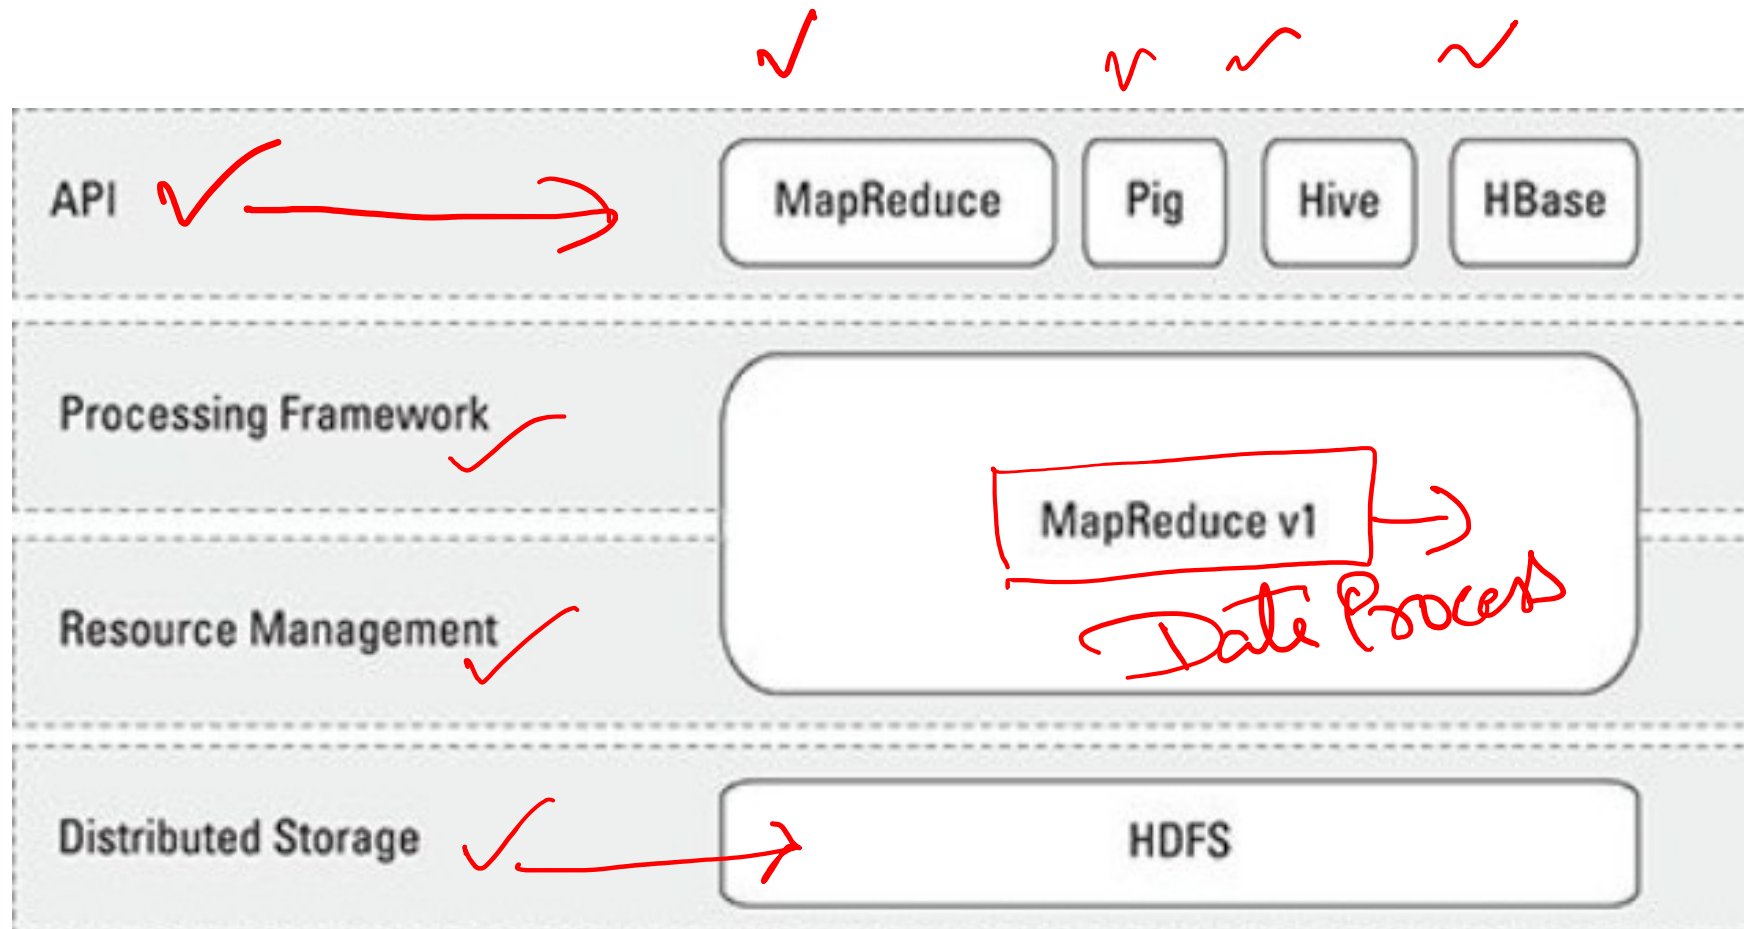 API MapReduce Pig Hive HBase
Processing Framework
MapReduce v1
Data Process
Resource Management
Distributed Storage HDFS